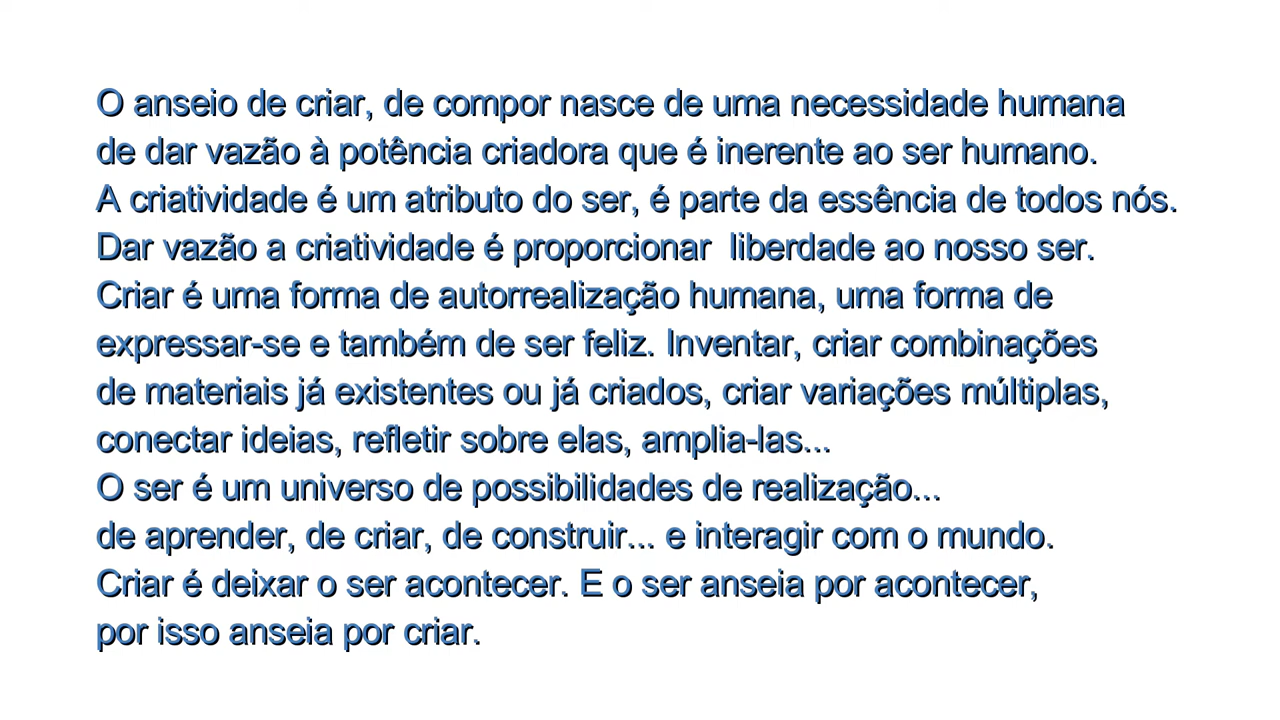 O anseio de criar, de compor nasce de uma necessidade humana
de dar vazão à potência criadora que é inerente ao ser humano.
A criatividade é um atributo do ser, é parte da essência de todos nós.
Dar vazão a criatividade é proporcionar  liberdade ao nosso ser.
Criar é uma forma de autorrealização humana, uma forma de
expressar-se e também de ser feliz. Inventar, criar combinações
de materiais já existentes ou já criados, criar variações múltiplas,
conectar ideias, refletir sobre elas, amplia-las...
O ser é um universo de possibilidades de realização...
de aprender, de criar, de construir... e interagir com o mundo.
Criar é deixar o ser acontecer. E o ser anseia por acontecer,
por isso anseia por criar.